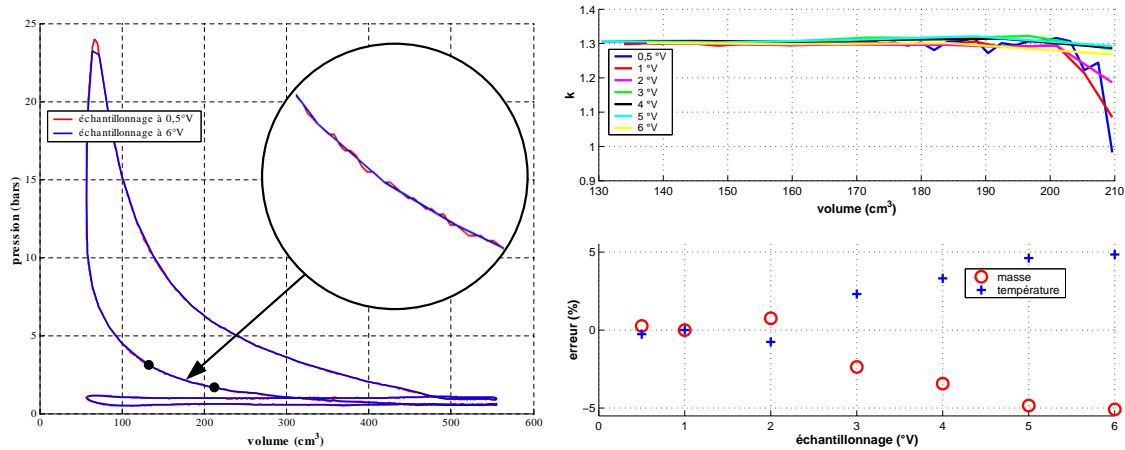 25
20
15
10
5
0
pression (bars)
échantillonnage à 0,5°V
échantillonnage à 6°V
0 100 200 300 400 500 600
volume (cm3)
1.4
1.3
1.2
1.1
1
0.9
k
0,5 °V
1 °V
2 °V
3 °V
4 °V
5 °V
6 °V
130 140 150 160 170 180 190 200 210
volume (cm3)
5
0
−5
erreur (%)
masse
température
0 1 2 3 4 5 6
échantillonnage (°V)